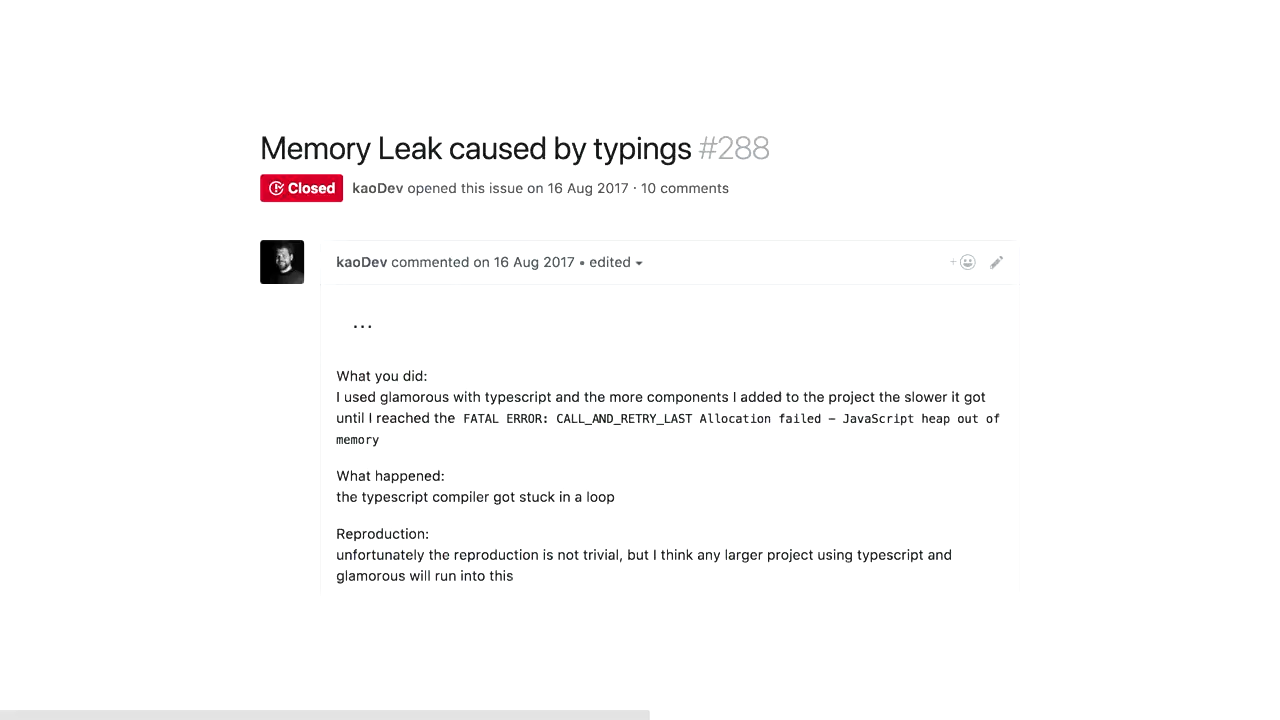 Memory Leak caused by typings #288
Closed kaoDev opened this issue on 16 Aug 2017 · 10 comments
kaoDev commented on 16 Aug 2017 • edited
...
What you did:
I used glamorous with typescript and the more components I added to the project the slower it got
until I reached the FATAL ERROR: CALL_AND_RETRY_LAST Allocation failed – JavaScript heap out of
memory
What happened:
the typescript compiler got stuck in a loop
Reproduction:
unfortunately the reproduction is not trivial, but I think any larger project using typescript and
glamorous will run into this